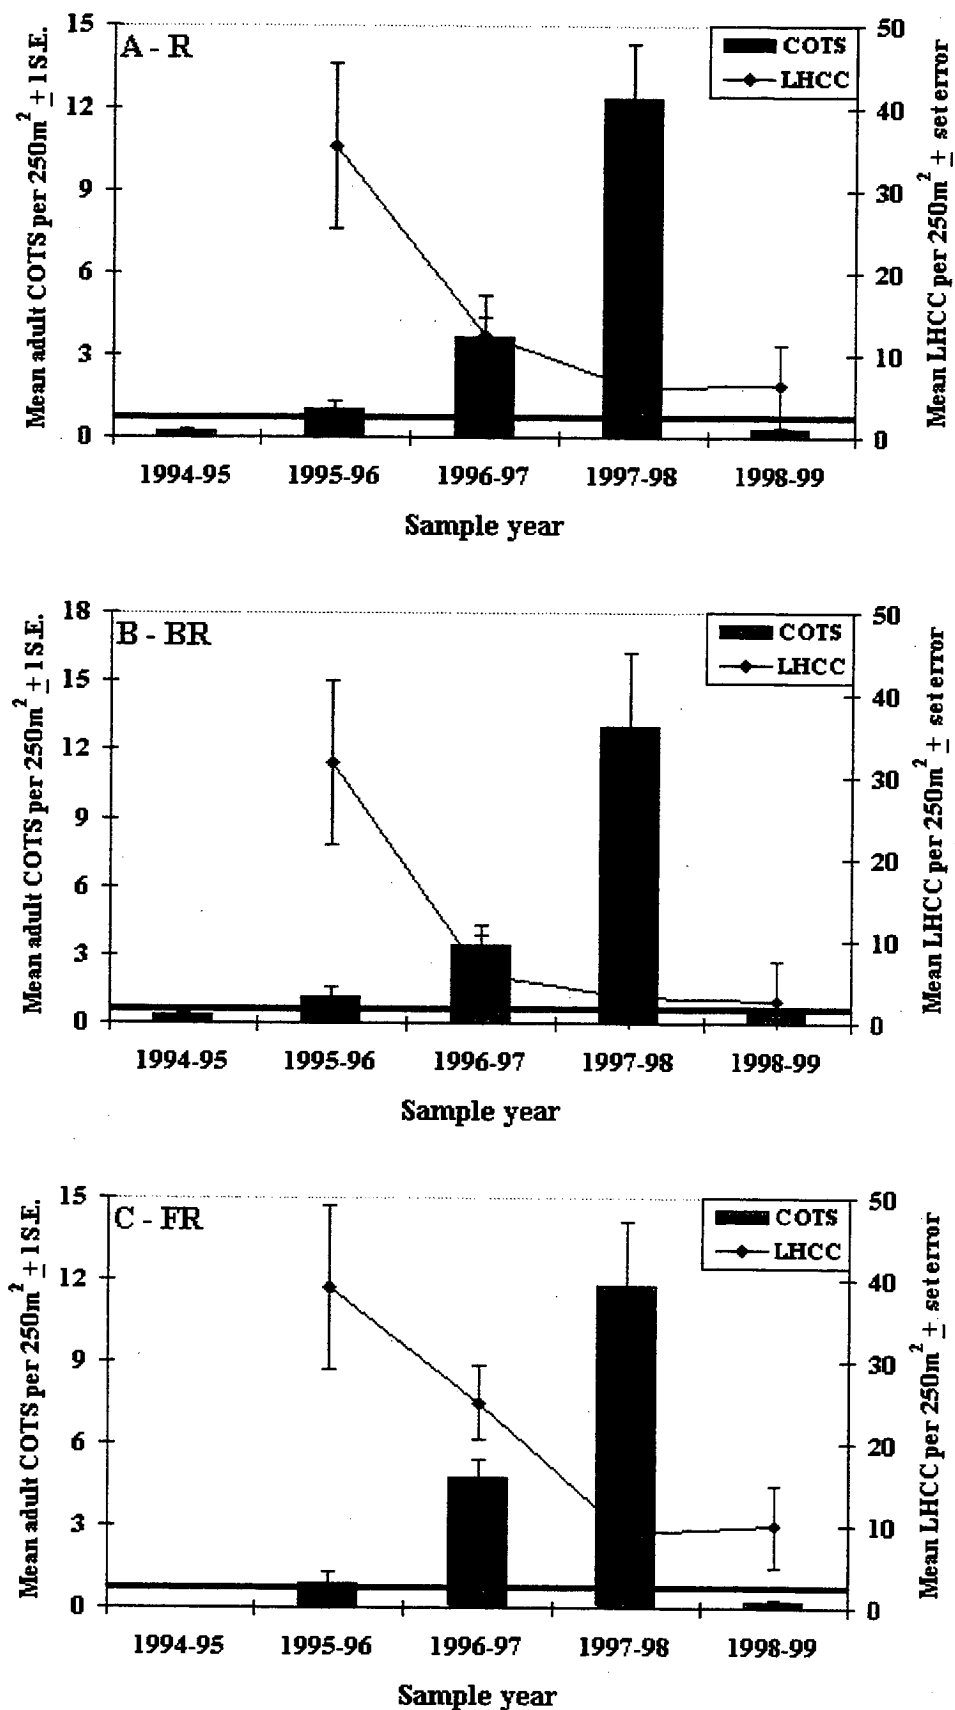 A - R
COTS
LHCC
Mean adult COTS per 250m² ± 1 S.E.
15
12
9
6
3
0
50
40
30
20
10
0
Mean LHCC per 250m² ± set error
1994-95 1995-96 1996-97 1997-98 1998-99
Sample year
B - BR
COTS
LHCC
Mean adult COTS per 250m² ± 1 S.E.
18
15
12
9
6
3
0
50
40
30
20
10
0
Mean LHCC per 250m² ± set error
1994-95 1995-96 1996-97 1997-98 1998-99
Sample year
C - FR
COTS
LHCC
Mean adult COTS per 250m² ± 1 S.E.
15
12
9
6
3
0
50
40
30
20
10
0
Mean LHCC per 250m² ± set error
1994-95 1995-96 1996-97 1997-98 1998-99
Sample year